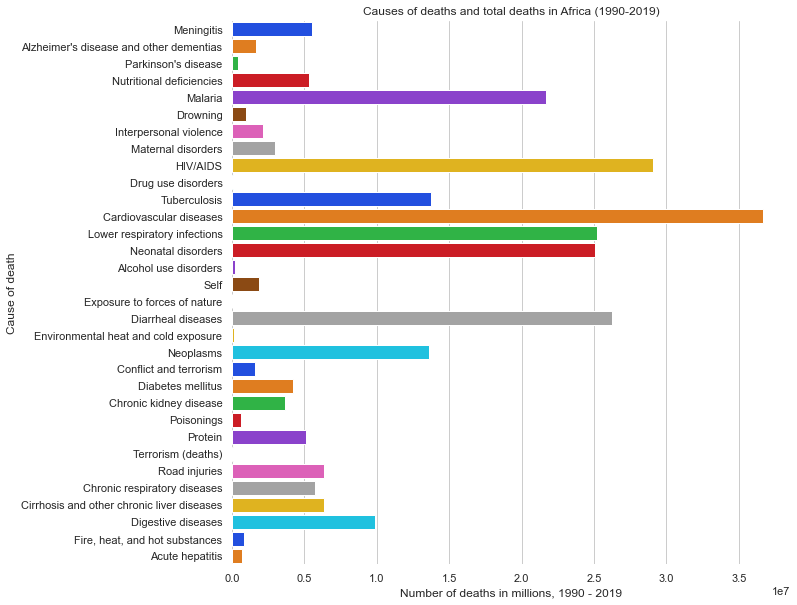 Causes of deaths and total deaths in Africa (1990-2019)
Meningitis
Alzheimer's disease and other dementias
Parkinson's disease
Nutritional deficiencies
Malaria
Drowning
Interpersonal violence
Maternal disorders
HIV/AIDS
Drug use disorders
Tuberculosis
Cardiovascular diseases
Lower respiratory infections
Neonatal disorders
Alcohol use disorders
Self
Exposure to forces of nature
Diarrheal diseases
Environmental heat and cold exposure
Neoplasms
Conflict and terrorism
Diabetes mellitus
Chronic kidney disease
Poisonings
Protein
Terrorism (deaths)
Road injuries
Chronic respiratory diseases
Cirrhosis and other chronic liver diseases
Digestive diseases
Fire, heat, and hot substances
Acute hepatitis
Cause of death
0.0 0.5 1.0 1.5 2.0 2.5 3.0 3.5
1e7
Number of deaths in millions, 1990 - 2019